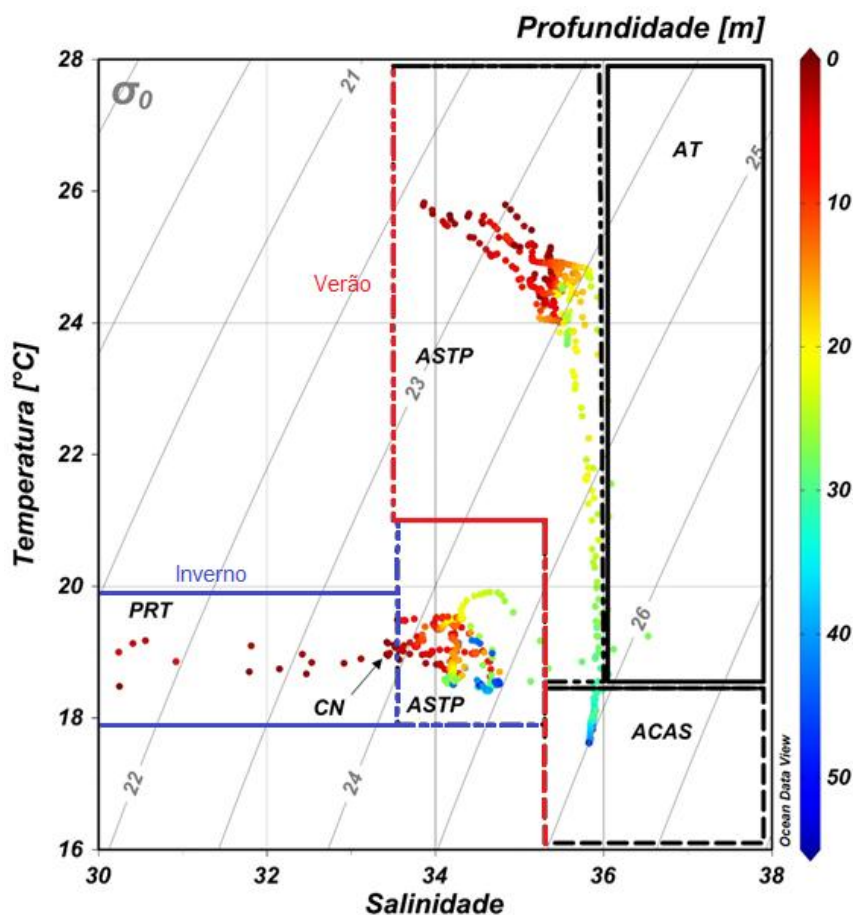 Profundidade [m]
28
26
24
22
20
18
16
Temperatura [°C]
30
32
34
36
38
Salinidade
σ0
21
22
23
24
25
26
AT
Verão
ASTP
Inverno
PRT
CN
ASTP
ACAS
Ocean Data View
0
10
20
30
40
50